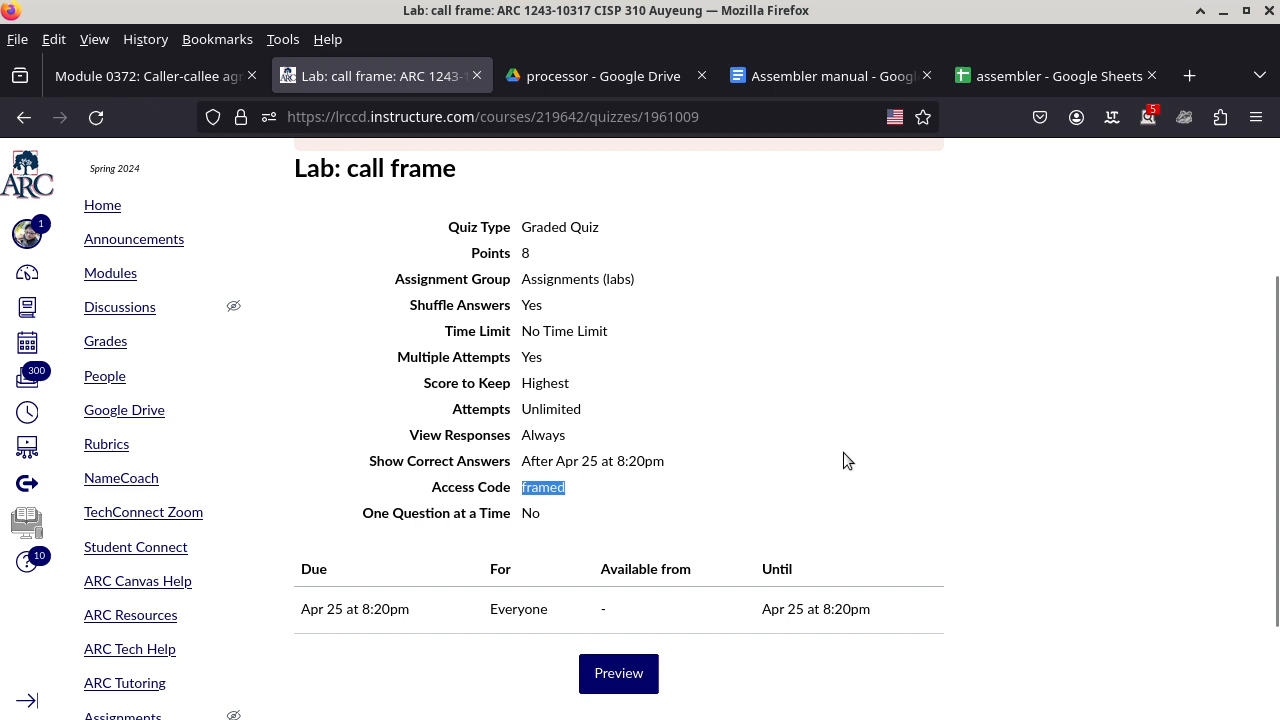 Lab: call frame: ARC 1243-10317 CISP 310 Auyeung — Mozilla Firefox
File Edit View History Bookmarks Tools Help
Module 0372: Caller-callee agr
Lab: call frame: ARC 1243-1
processor - Google Drive
Assembler manual - Googl
assembler - Google Sheets
https://lrccd.instructure.com/courses/219642/quizzes/1961009
5
ARC
Spring 2024
Home
1
Announcements
Modules
Discussions
Grades
300
People
Google Drive
Rubrics
NameCoach
TechConnect Zoom
Student Connect
10
ARC Canvas Help
ARC Resources
ARC Tech Help
ARC Tutoring
Assignments
Lab: call frame
Quiz Type Graded Quiz
Points 8
Assignment Group Assignments (labs)
Shuffle Answers Yes
Time Limit No Time Limit
Multiple Attempts Yes
Score to Keep Highest
Attempts Unlimited
View Responses Always
Show Correct Answers After Apr 25 at 8:20pm
Access Code framed
One Question at a Time No
Due For Available from Until
Apr 25 at 8:20pm Everyone - Apr 25 at 8:20pm
Preview